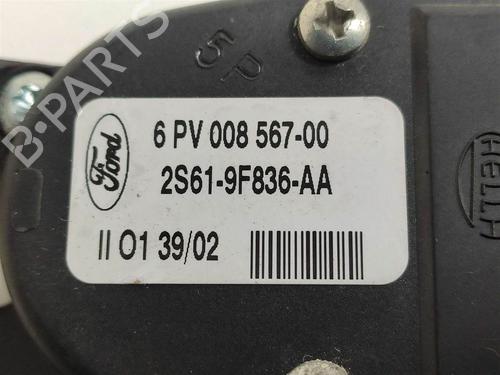 B-PARTS
5P
Ford
6 PV 008 567-00
2S61-9F836-AA
II O1 39/02
HELLA